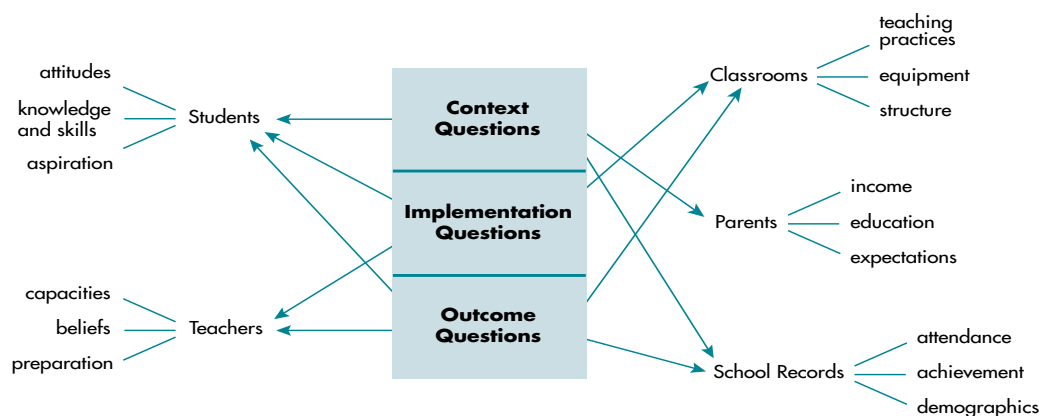 attitudes
knowledge
and skills
aspiration
Students
capacities
beliefs
preparation
Teachers
Context
Questions
Implementation
Questions
Outcome
Questions
teaching
practices
Classrooms
equipment
structure
income
Parents
education
expectations
attendance
School Records
achievement
demographics